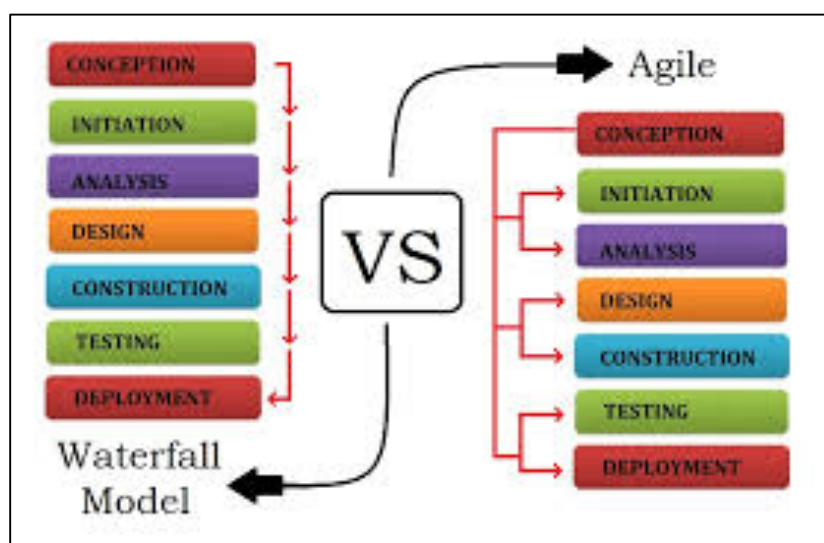 CONCEPTION
INITIATION
ANALYSIS
DESIGN
CONSTRUCTION
TESTING
DEPLOYMENT
Waterfall
Model
VS
Agile
CONCEPTION
INITIATION
ANALYSIS
DESIGN
CONSTRUCTION
TESTING
DEPLOYMENT